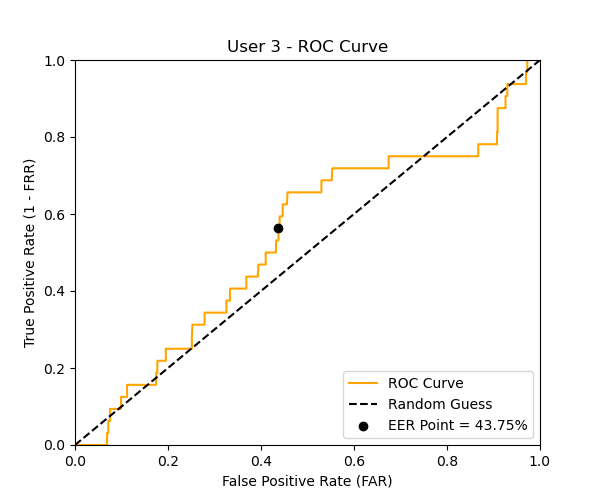 User 3 - ROC Curve
True Positive Rate (1 - FRR)
1.0
0.8
0.6
0.4
0.2
0.0
0.0 0.2 0.4 0.6 0.8 1.0
False Positive Rate (FAR)
ROC Curve
Random Guess
EER Point = 43.75%